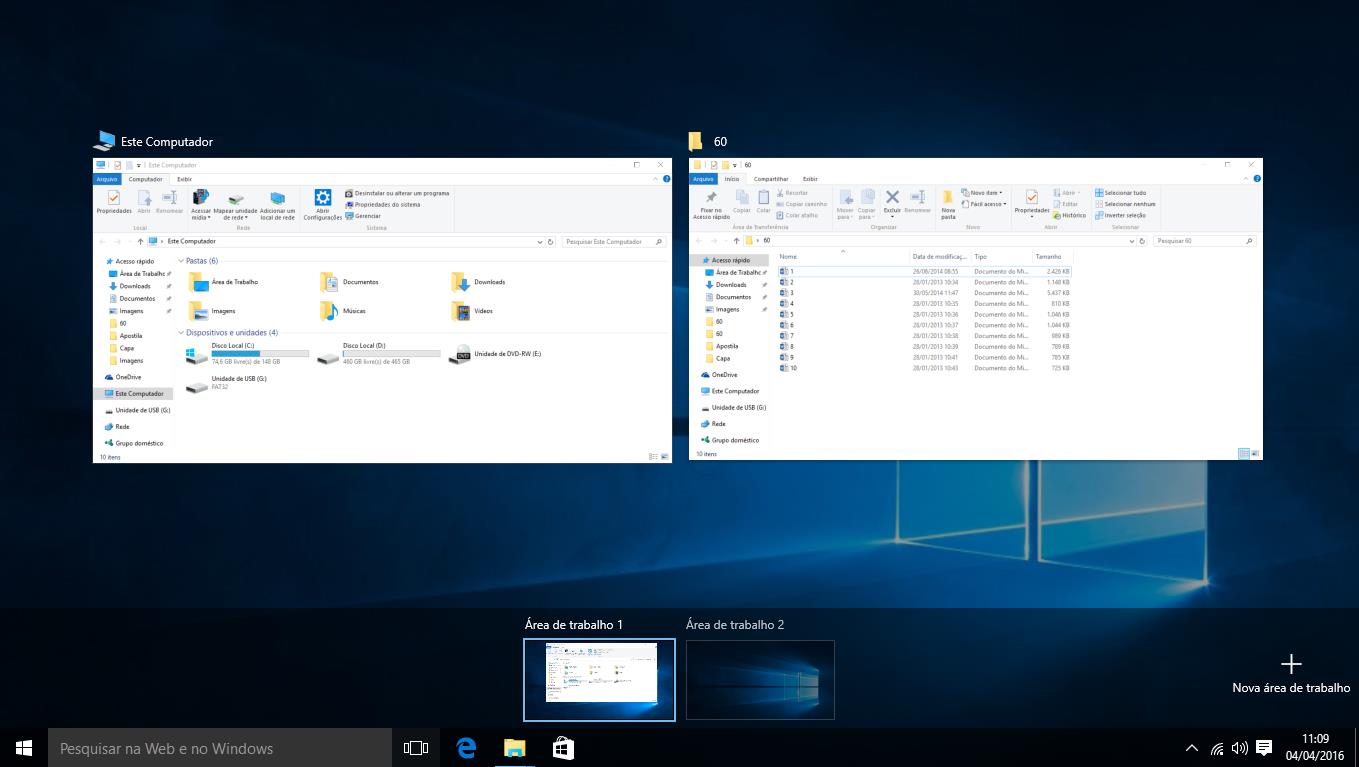 Este Computador
Este Computador
Arquivo Computador Exibir
Propriedades Abrir Renomear
Acessar mídia Mapear unidade de rede Adicionar um local de rede
Abrir Configurações
Desinstalar ou alterar um programa
Propriedades do sistema
Gerenciar
Local Rede Sistema
Este Computador
Pesquisar Este Computador
Acesso rápido
Área de Trabalho
Downloads
Documentos
Imagens
60
Apostila
Capa
Imagens
OneDrive
Este Computador
Unidade de USB (G:)
Rede
Grupo doméstico
Pastas (6)
Área de Trabalho Documentos Downloads
Imagens Músicas Vídeos
Dispositivos e unidades (4)
Disco Local (C:)
74,6 GB livre(s) de 148 GB
Disco Local (D:)
460 GB livre(s) de 465 GB
Unidade de DVD-RW (E:)
Unidade de USB (G:)
FAT32
10 itens
60
60
Arquivo Início Compartilhar Exibir
Fixar no Acesso rápido
Copiar Colar
Recortar
Copiar caminho
Colar atalho
Mover para Copiar para Excluir Renomear
Nova pasta
Novo item
Fácil acesso
Propriedades
Abrir
Editar
Histórico
Selecionar tudo
Selecionar nenhum
Inverter seleção
Área de Transferência Organizar Novo Abrir Selecionar
60
Pesquisar 60
Acesso rápido
Área de Trabalho
Downloads
Documentos
Imagens
60
60
Apostila
Capa
OneDrive
Este Computador
Unidade de USB (G:)
Rede
Grupo doméstico
Nome Data de modificaç... Tipo Tamanho
1 26/06/2014 08:55 Documento do Mi... 2.426 KB
2 28/01/2013 10:34 Documento do Mi... 1.148 KB
3 30/05/2014 11:47 Documento do Mi... 5.437 KB
4 28/01/2013 10:35 Documento do Mi... 810 KB
5 28/01/2013 10:36 Documento do Mi... 1.046 KB
6 28/01/2013 10:37 Documento do Mi... 1.044 KB
7 28/01/2013 10:38 Documento do Mi... 989 KB
8 28/01/2013 10:39 Documento do Mi... 789 KB
9 28/01/2013 10:41 Documento do Mi... 785 KB
10 28/01/2013 10:43 Documento do Mi... 725 KB
10 itens
Área de trabalho 1
Área de trabalho 2
Nova área de trabalho
Pesquisar na Web e no Windows
11:09
04/04/2016